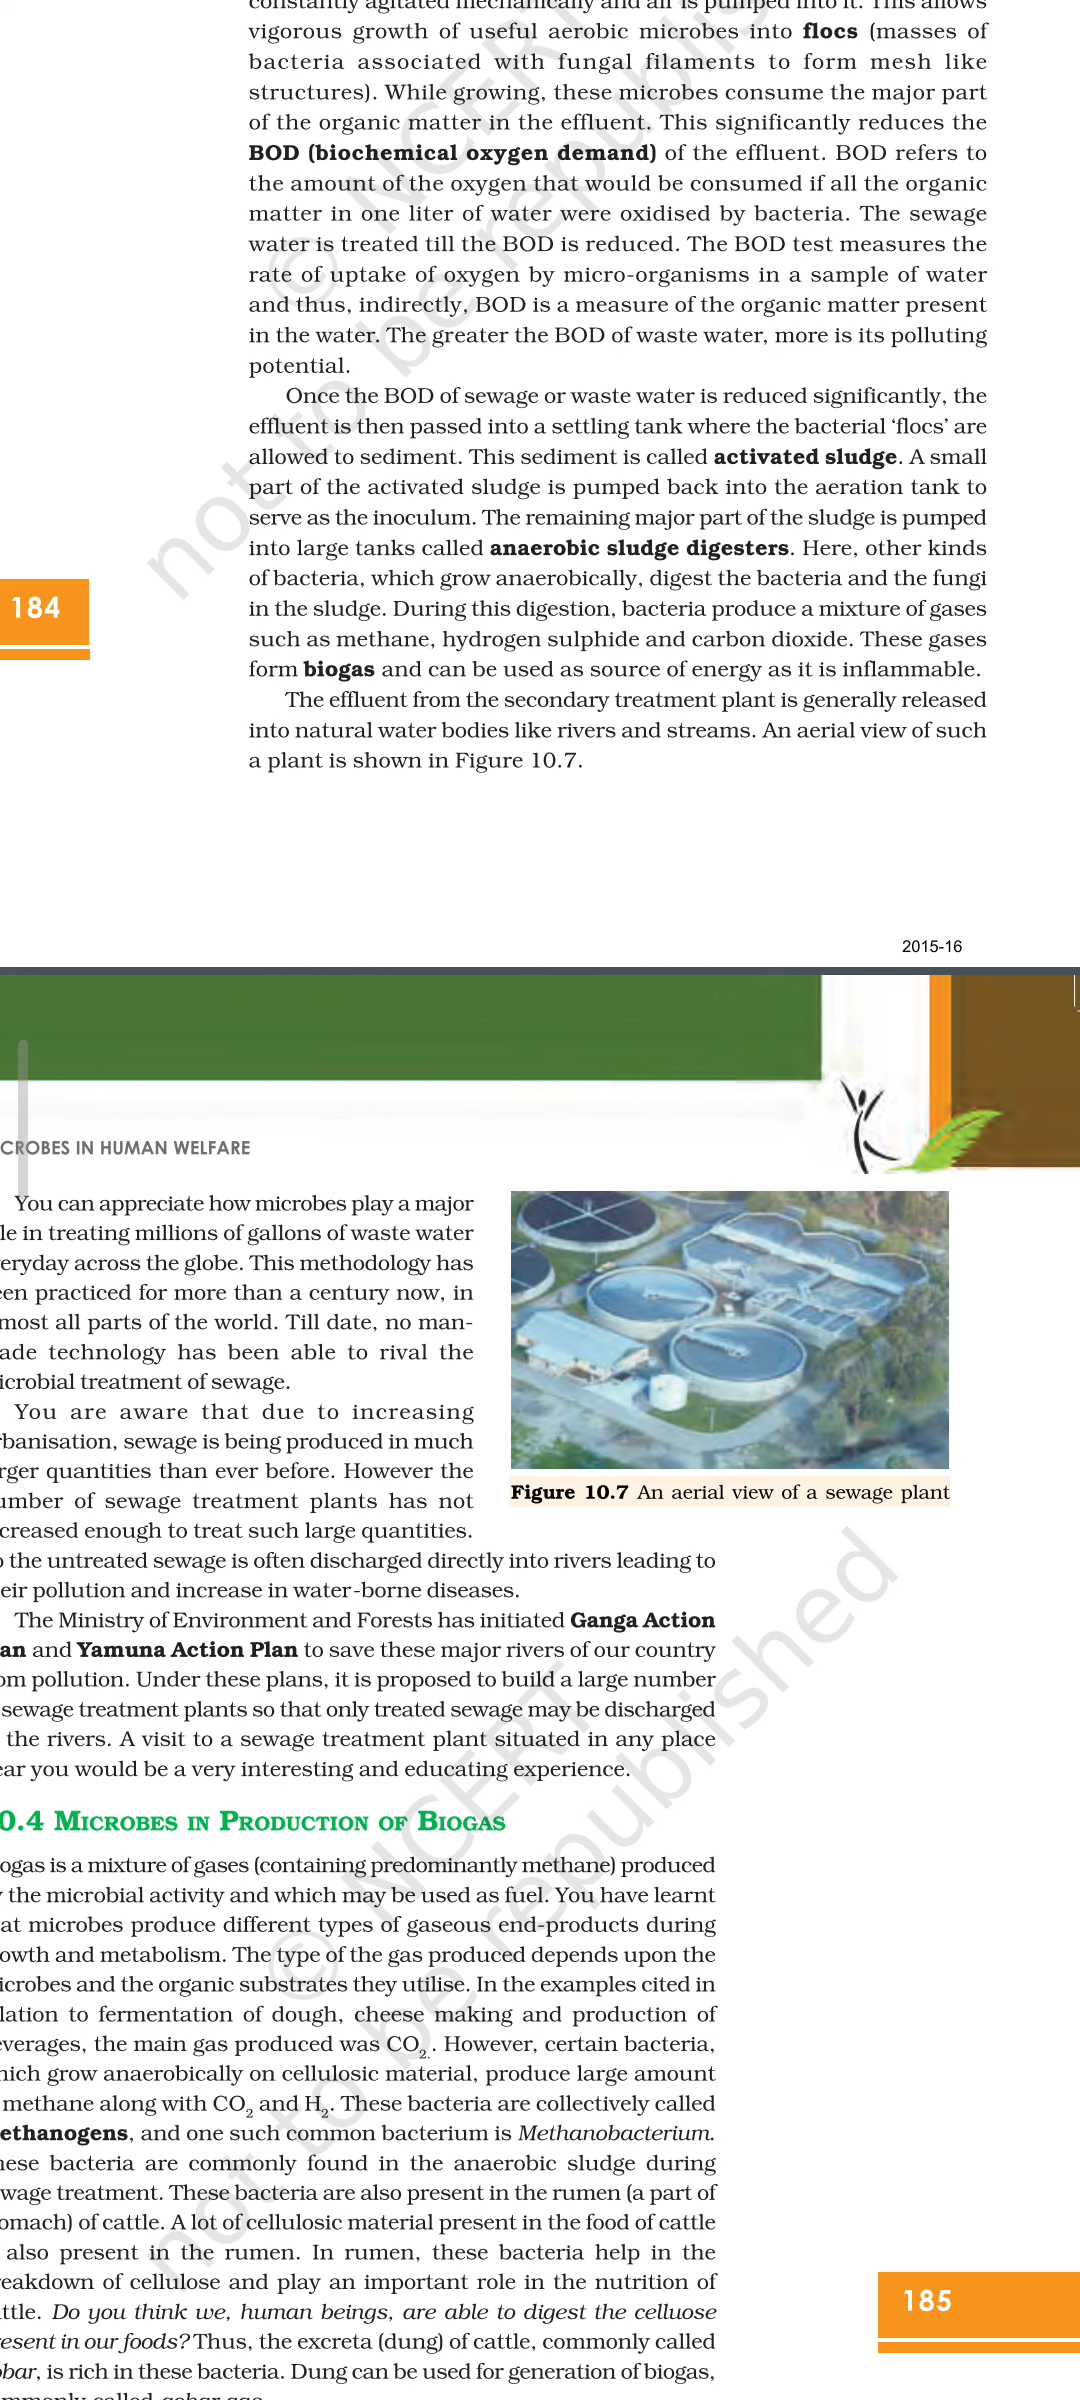 constantly agitated mechanically and air is pumped into it. This allows
vigorous growth of useful aerobic microbes into flocs (masses of
bacteria associated with fungal filaments to form mesh like
structures). While growing, these microbes consume the major part
of the organic matter in the effluent. This significantly reduces the
BOD (biochemical oxygen demand) of the effluent. BOD refers to
the amount of the oxygen that would be consumed if all the organic
matter in one liter of water were oxidised by bacteria. The sewage
water is treated till the BOD is reduced. The BOD test measures the
rate of uptake of oxygen by micro-organisms in a sample of water
and thus, indirectly, BOD is a measure of the organic matter present
in the water. The greater the BOD of waste water, more is its polluting
potential.
Once the BOD of sewage or waste water is reduced significantly, the
effluent is then passed into a settling tank where the bacterial ‘flocs’ are
allowed to sediment. This sediment is called activated sludge. A small
part of the activated sludge is pumped back into the aeration tank to
serve as the inoculum. The remaining major part of the sludge is pumped
into large tanks called anaerobic sludge digesters. Here, other kinds
of bacteria, which grow anaerobically, digest the bacteria and the fungi
in the sludge. During this digestion, bacteria produce a mixture of gases
such as methane, hydrogen sulphide and carbon dioxide. These gases
form biogas and can be used as source of energy as it is inflammable.
The effluent from the secondary treatment plant is generally released
into natural water bodies like rivers and streams. An aerial view of such
a plant is shown in Figure 10.7.
184
© NCERT
not to be republis
2015-16
CROBES IN HUMAN WELFARE
You can appreciate how microbes play a major
le in treating millions of gallons of waste water
eryday across the globe. This methodology has
een practiced for more than a century now, in
most all parts of the world. Till date, no man-
ade technology has been able to rival the
icrobial treatment of sewage.
You are aware that due to increasing
rbanisation, sewage is being produced in much
rger quantities than ever before. However the
umber of sewage treatment plants has not
creased enough to treat such large quantities.
Figure 10.7 An aerial view of a sewage plant
o the untreated sewage is often discharged directly into rivers leading to
eir pollution and increase in water-borne diseases.
The Ministry of Environment and Forests has initiated Ganga Action
an and Yamuna Action Plan to save these major rivers of our country
om pollution. Under these plans, it is proposed to build a large number
sewage treatment plants so that only treated sewage may be discharged
the rivers. A visit to a sewage treatment plant situated in any place
ear you would be a very interesting and educating experience.
0.4 MICROBES IN PRODUCTION OF BIOGAS
ogas is a mixture of gases (containing predominantly methane) produced
y the microbial activity and which may be used as fuel. You have learnt
at microbes produce different types of gaseous end-products during
owth and metabolism. The type of the gas produced depends upon the
icrobes and the organic substrates they utilise. In the examples cited in
lation to fermentation of dough, cheese making and production of
everages, the main gas produced was CO₂. However, certain bacteria,
hich grow anaerobically on cellulosic material, produce large amount
methane along with CO₂ and H₂. These bacteria are collectively called
ethanogens, and one such common bacterium is Methanobacterium.
hese bacteria are commonly found in the anaerobic sludge during
wage treatment. These bacteria are also present in the rumen (a part of
omach) of cattle. A lot of cellulosic material present in the food of cattle
also present in the rumen. In rumen, these bacteria help in the
reakdown of cellulose and play an important role in the nutrition of
attle. Do you think we, human beings, are able to digest the celluose
resent in our foods? Thus, the excreta (dung) of cattle, commonly called
obar, is rich in these bacteria. Dung can be used for generation of biogas,
ommonly called gobar gas.
185
© NCERT
not to be republished